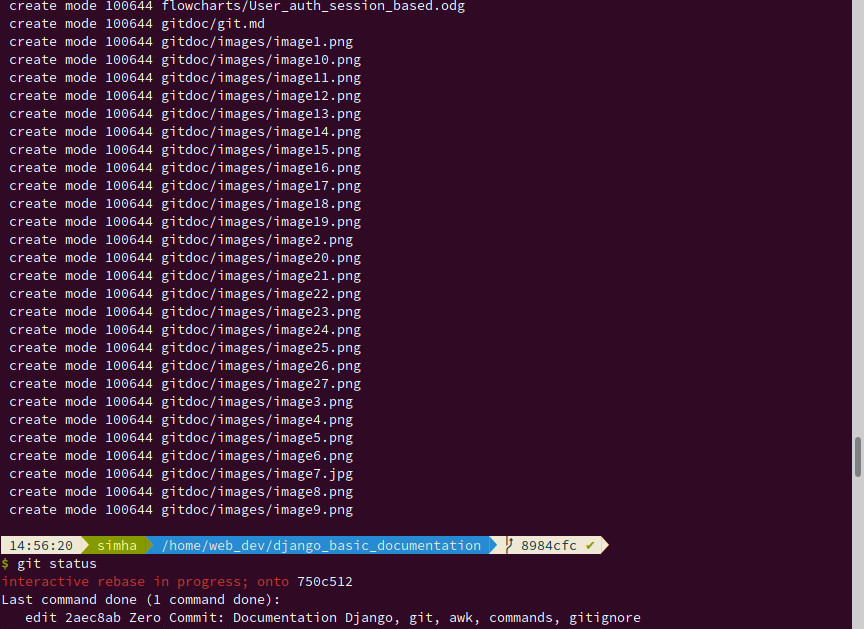 create mode 100644 flowcharts/User_auth_session_based.odg
create mode 100644 gitdoc/git.md
create mode 100644 gitdoc/images/image1.png
create mode 100644 gitdoc/images/image10.png
create mode 100644 gitdoc/images/image11.png
create mode 100644 gitdoc/images/image12.png
create mode 100644 gitdoc/images/image13.png
create mode 100644 gitdoc/images/image14.png
create mode 100644 gitdoc/images/image15.png
create mode 100644 gitdoc/images/image16.png
create mode 100644 gitdoc/images/image17.png
create mode 100644 gitdoc/images/image18.png
create mode 100644 gitdoc/images/image19.png
create mode 100644 gitdoc/images/image2.png
create mode 100644 gitdoc/images/image20.png
create mode 100644 gitdoc/images/image21.png
create mode 100644 gitdoc/images/image22.png
create mode 100644 gitdoc/images/image23.png
create mode 100644 gitdoc/images/image24.png
create mode 100644 gitdoc/images/image25.png
create mode 100644 gitdoc/images/image26.png
create mode 100644 gitdoc/images/image27.png
create mode 100644 gitdoc/images/image3.png
create mode 100644 gitdoc/images/image4.png
create mode 100644 gitdoc/images/image5.png
create mode 100644 gitdoc/images/image6.png
create mode 100644 gitdoc/images/image7.jpg
create mode 100644 gitdoc/images/image8.png
create mode 100644 gitdoc/images/image9.png
14:56:20 simha /home/web_dev/django_basic_documentation 8984cfc ✔
$ git status
interactive rebase in progress; onto 750c512
Last command done (1 command done):
edit 2aec8ab Zero Commit: Documentation Django, git, awk, commands, gitignore